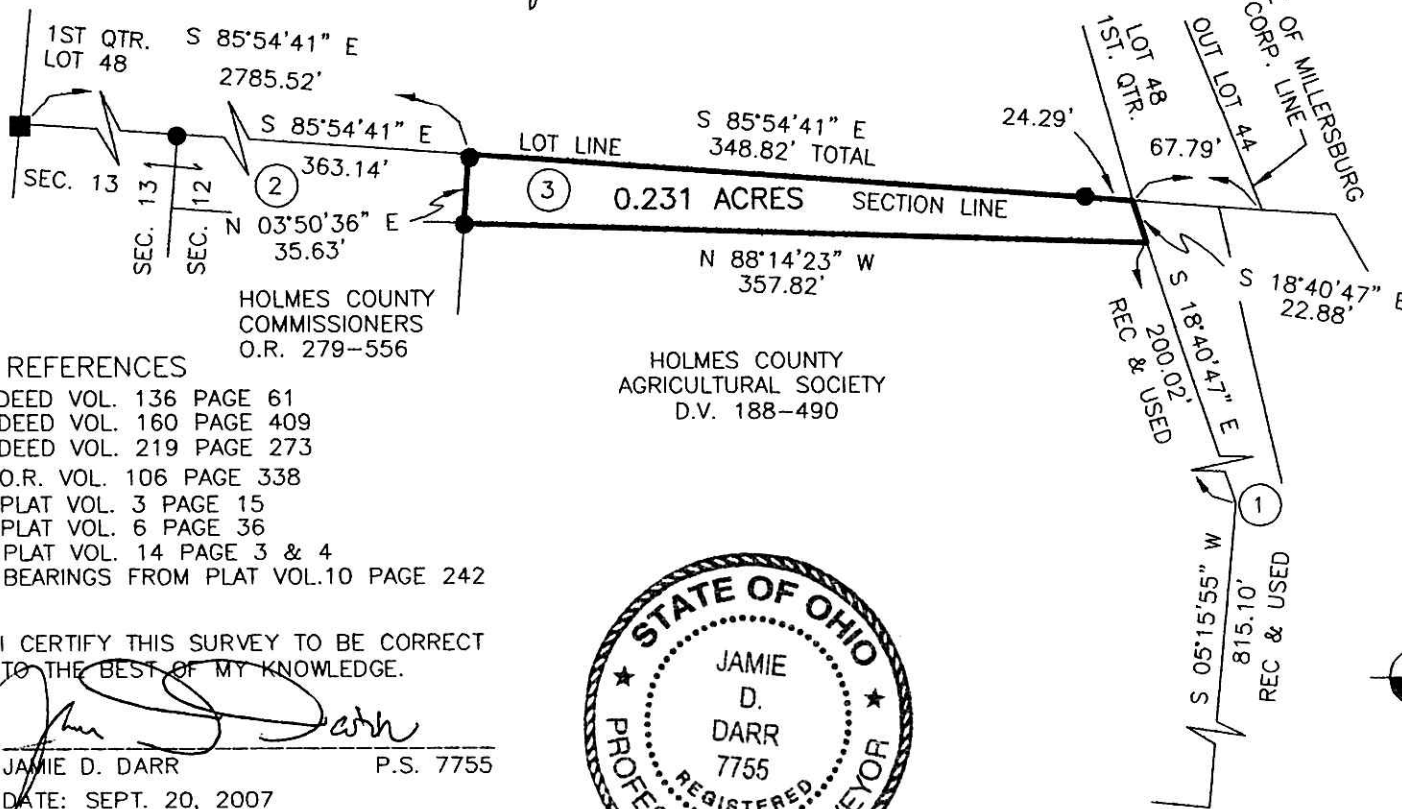 1ST QTR.
LOT 48
S 85°54'41" E
2785.52'
S 85°54'41" E
363.14'
SEC. 13
SEC. 13
SEC. 12
2
N 03°50'36" E
35.63'
LOT LINE
S 85°54'41" E
348.82' TOTAL
3
0.231 ACRES
SECTION LINE
N 88°14'23" W
357.82'
24.29'
LOT 48
1ST. QTR.
67.79'
OUT LOT 44
OF MILLERSBURG
CORP. LINE
S 18°40'47" E
22.88'
S 18°40'47" E
200.02'
REC & USED
1
S 05°15'55" W
815.10'
REC & USED
HOLMES COUNTY
COMMISSIONERS
O.R. 279-556
HOLMES COUNTY
AGRICULTURAL SOCIETY
D.V. 188-490
REFERENCES
DEED VOL. 136 PAGE 61
DEED VOL. 160 PAGE 409
DEED VOL. 219 PAGE 273
O.R. VOL. 106 PAGE 338
PLAT VOL. 3 PAGE 15
PLAT VOL. 6 PAGE 36
PLAT VOL. 14 PAGE 3 & 4
BEARINGS FROM PLAT VOL.10 PAGE 242
I CERTIFY THIS SURVEY TO BE CORRECT
TO THE BEST OF MY KNOWLEDGE.
JAMIE D. DARR P.S. 7755
DATE: SEPT. 20, 2007
STATE OF OHIO
JAMIE
D.
DARR
7755
REGISTERED